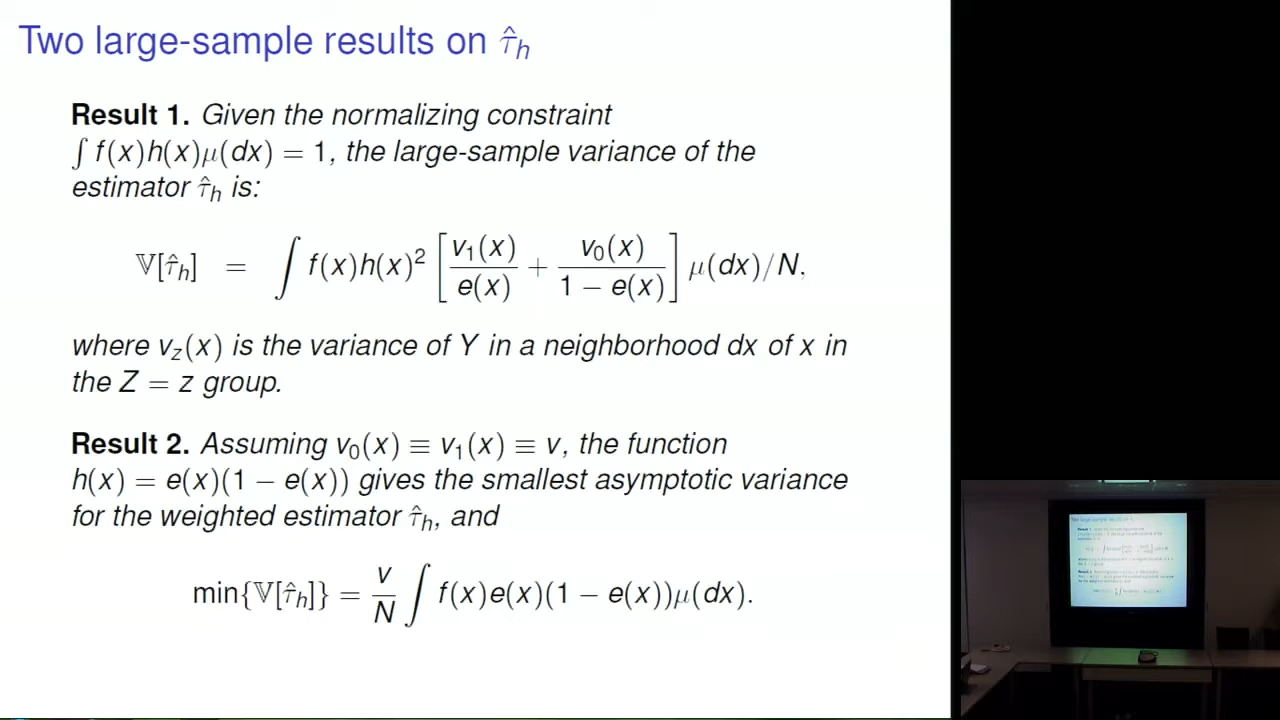 Two large-sample results on τ̂_h
Result 1. Given the normalizing constraint
∫ f(x)h(x)μ(dx) = 1, the large-sample variance of the
estimator τ̂_h is:
𝕍[τ̂_h] = ∫ f(x)h(x)² [v₁(x)/e(x) + v₀(x)/(1 − e(x))] μ(dx)/N,
where v_z(x) is the variance of Y in a neighborhood dx of x in
the Z = z group.
Result 2. Assuming v₀(x) ≡ v₁(x) ≡ v, the function
h(x) = e(x)(1 − e(x)) gives the smallest asymptotic variance
for the weighted estimator τ̂_h, and
min{𝕍[τ̂_h]} = v/N ∫ f(x)e(x)(1 − e(x))μ(dx).